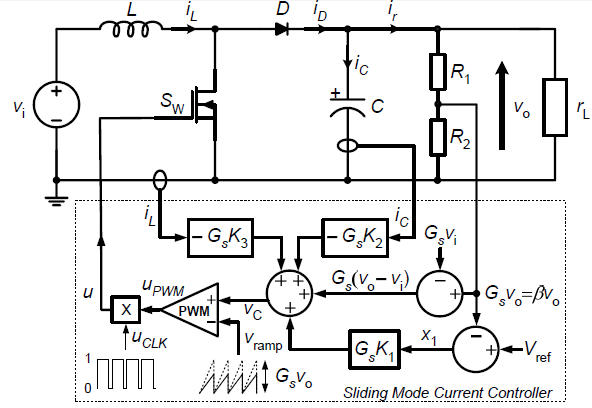 L
i_L
D
i_D
i_r
i_C
+
C
R_1
R_2
v_o
r_L
v_i
+
−
S_W
i_L
− G_sK_3
− G_sK_2
i_C
G_sv_i
u
u_PWM
X
PWM
+
−
v_C
+ +
+
+
G_s(v_o − v_i)
−
+
G_sv_o=βv_o
u_CLK
v_ramp
G_sK_1
x_1
−
+
V_ref
1
0
G_sv_o
Sliding Mode Current Controller